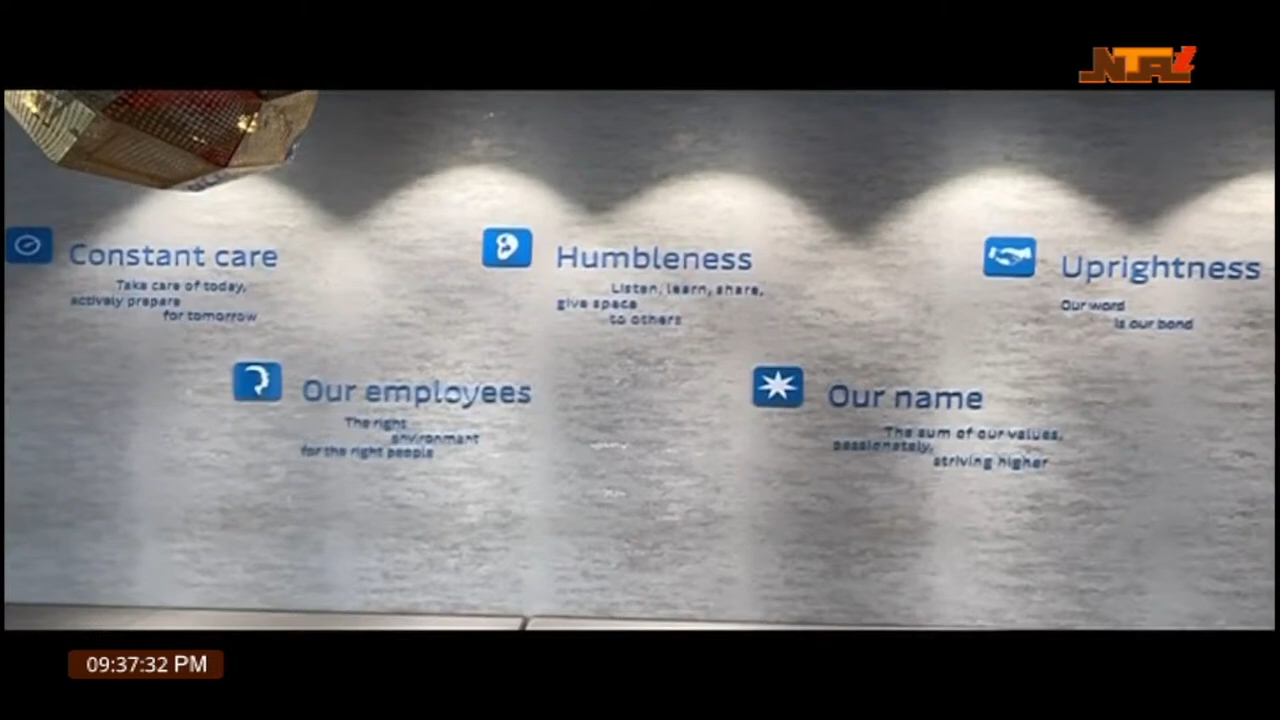 NTAi
Constant care
Take care of today,
actively prepare
for tomorrow
Humbleness
Listen, learn, share,
give space
to others
Uprightness
Our word
is our bond
Our employees
The right
environment
for the right people
Our name
The sum of our values,
passionately,
striving higher
09:37:32 PM